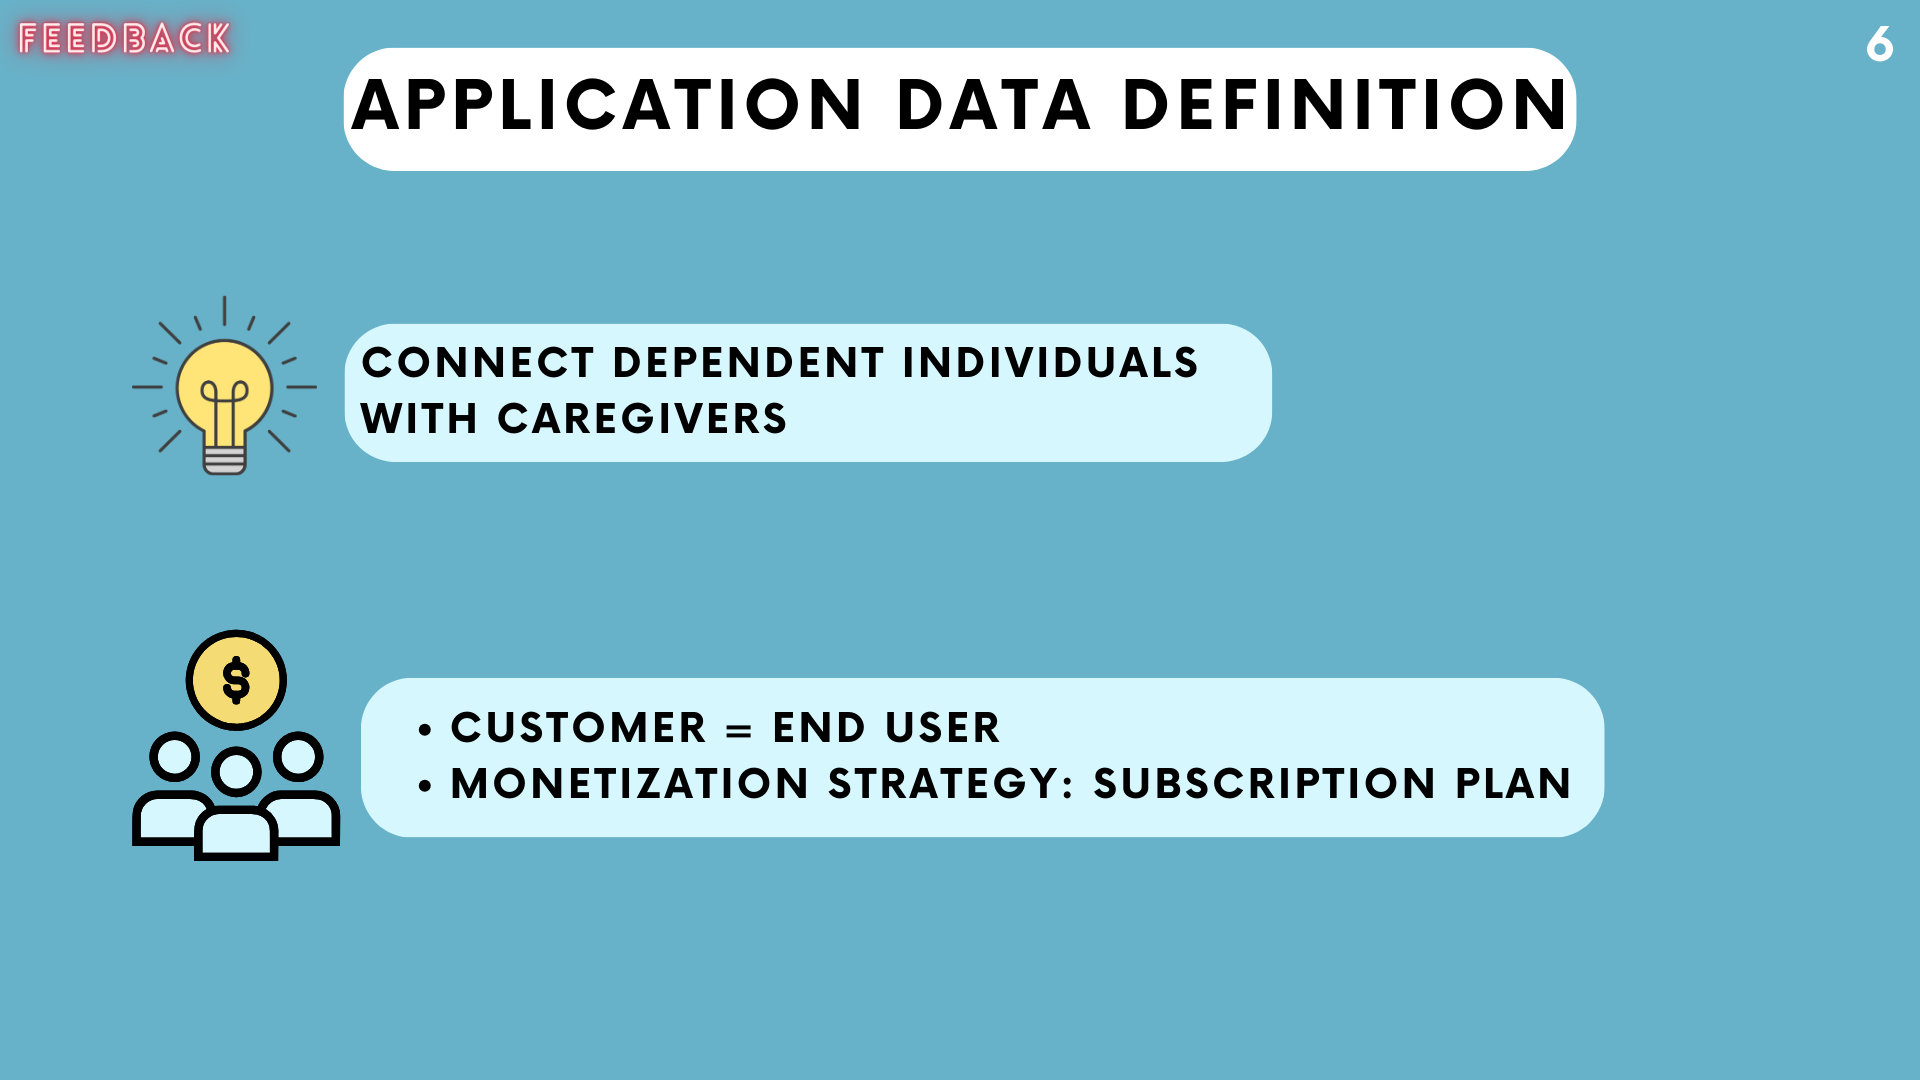 FEEDBACK
6
APPLICATION DATA DEFINITION
CONNECT DEPENDENT INDIVIDUALS
WITH CAREGIVERS
$
• CUSTOMER = END USER
• MONETIZATION STRATEGY: SUBSCRIPTION PLAN